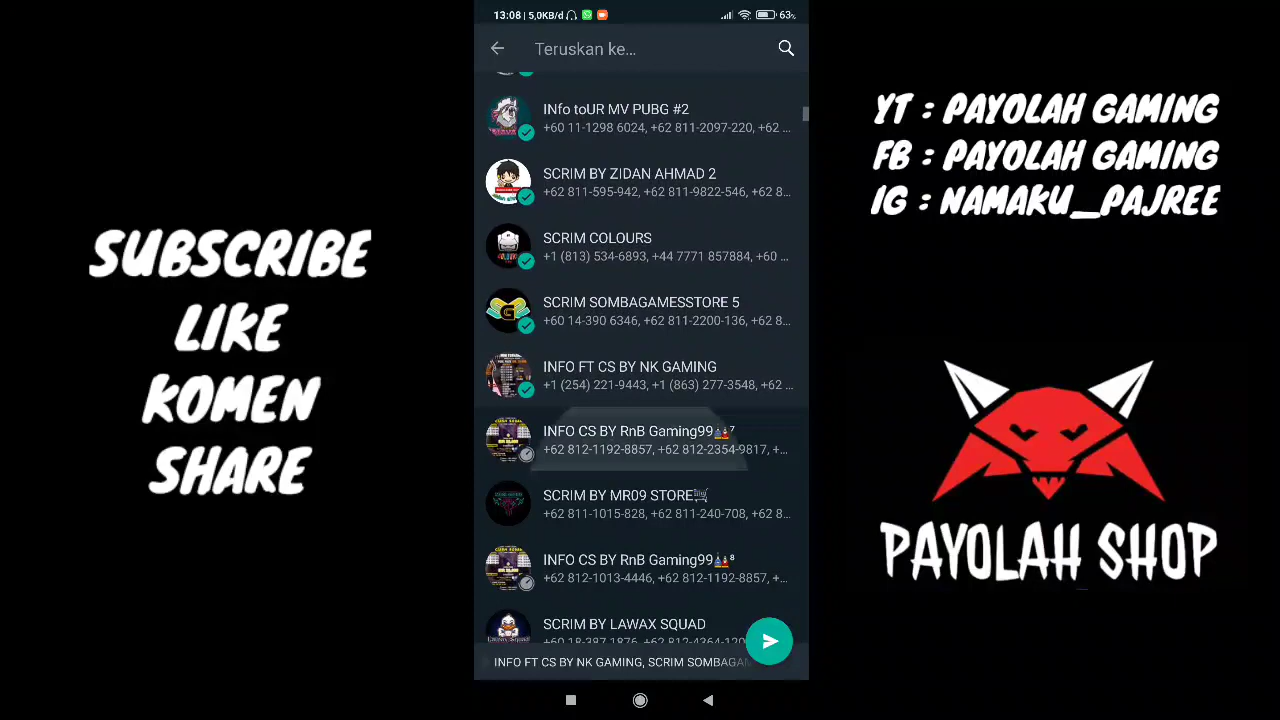 SUBSCRIBE
LIKE
KOMEN
SHARE
13:08 | 5,0KB/d
63%
Teruskan ke...
INfo toUR MV PUBG #2
+60 11-1298 6024, +62 811-2097-220, +62 ...
SCRIM BY ZIDAN AHMAD 2
+62 811-595-942, +62 811-9822-546, +62 8...
SCRIM COLOURS
+1 (813) 534-6893, +44 7771 857884, +60 ...
SCRIM SOMBAGAMESSTORE 5
+60 14-390 6346, +62 811-2200-136, +62 8...
INFO FT CS BY NK GAMING
+1 (254) 221-9443, +1 (863) 277-3548, +62 ...
INFO CS BY RnB Gaming99🎎⁷
+62 812-1192-8857, +62 812-2354-9817, +...
SCRIM BY MR09 STORE🛒
+62 811-1015-828, +62 811-240-708, +62 8...
INFO CS BY RnB Gaming99🎎⁸
+62 812-1013-4446, +62 812-1192-8857, +...
SCRIM BY LAWAX SQUAD
INFO FT CS BY NK GAMING, SCRIM SOMBAGAM
YT : PAYOLAH GAMING
FB : PAYOLAH GAMING
IG : NAMAKU_PAJREE
PAYOLAH SHOP